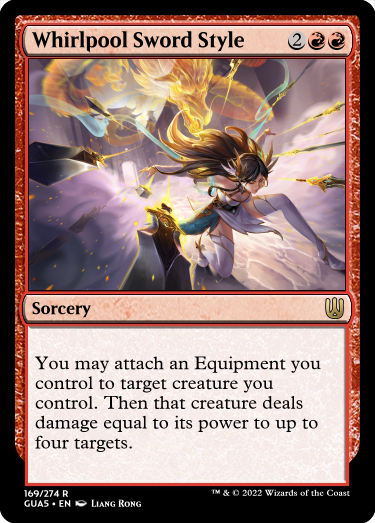 Whirlpool Sword Style 2
Sorcery
You may attach an Equipment you
control to target creature you
control. Then that creature deals
damage equal to its power to up to
four targets.
169/274 R ™ & © 2022 Wizards of the Coast
GUA5 • EN Liang Rong